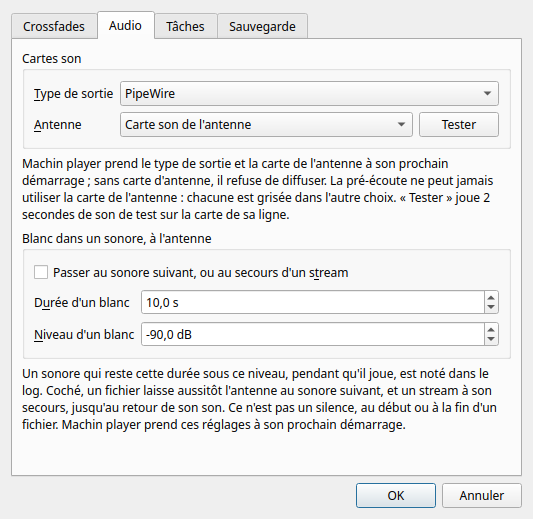 Crossfades Audio Tâches Sauvegarde
Cartes son
Type de sortie PipeWire
Antenne Carte son de l'antenne Tester
Machin player prend le type de sortie et la carte de l'antenne à son prochain
démarrage ; sans carte d'antenne, il refuse de diffuser. La pré-écoute ne peut jamais
utiliser la carte de l'antenne : chacune est grisée dans l'autre choix. « Tester » joue 2
secondes de son de test sur la carte de sa ligne.
Blanc dans un sonore, à l'antenne
Passer au sonore suivant, ou au secours d'un stream
Durée d'un blanc 10,0 s
Niveau d'un blanc -90,0 dB
Un sonore qui reste cette durée sous ce niveau, pendant qu'il joue, est noté dans le
log. Coché, un fichier laisse aussitôt l'antenne au sonore suivant, et un stream à son
secours, jusqu'au retour de son son. Ce n'est pas un silence, au début ou à la fin d'un
fichier. Machin player prend ces réglages à son prochain démarrage.
OK Annuler